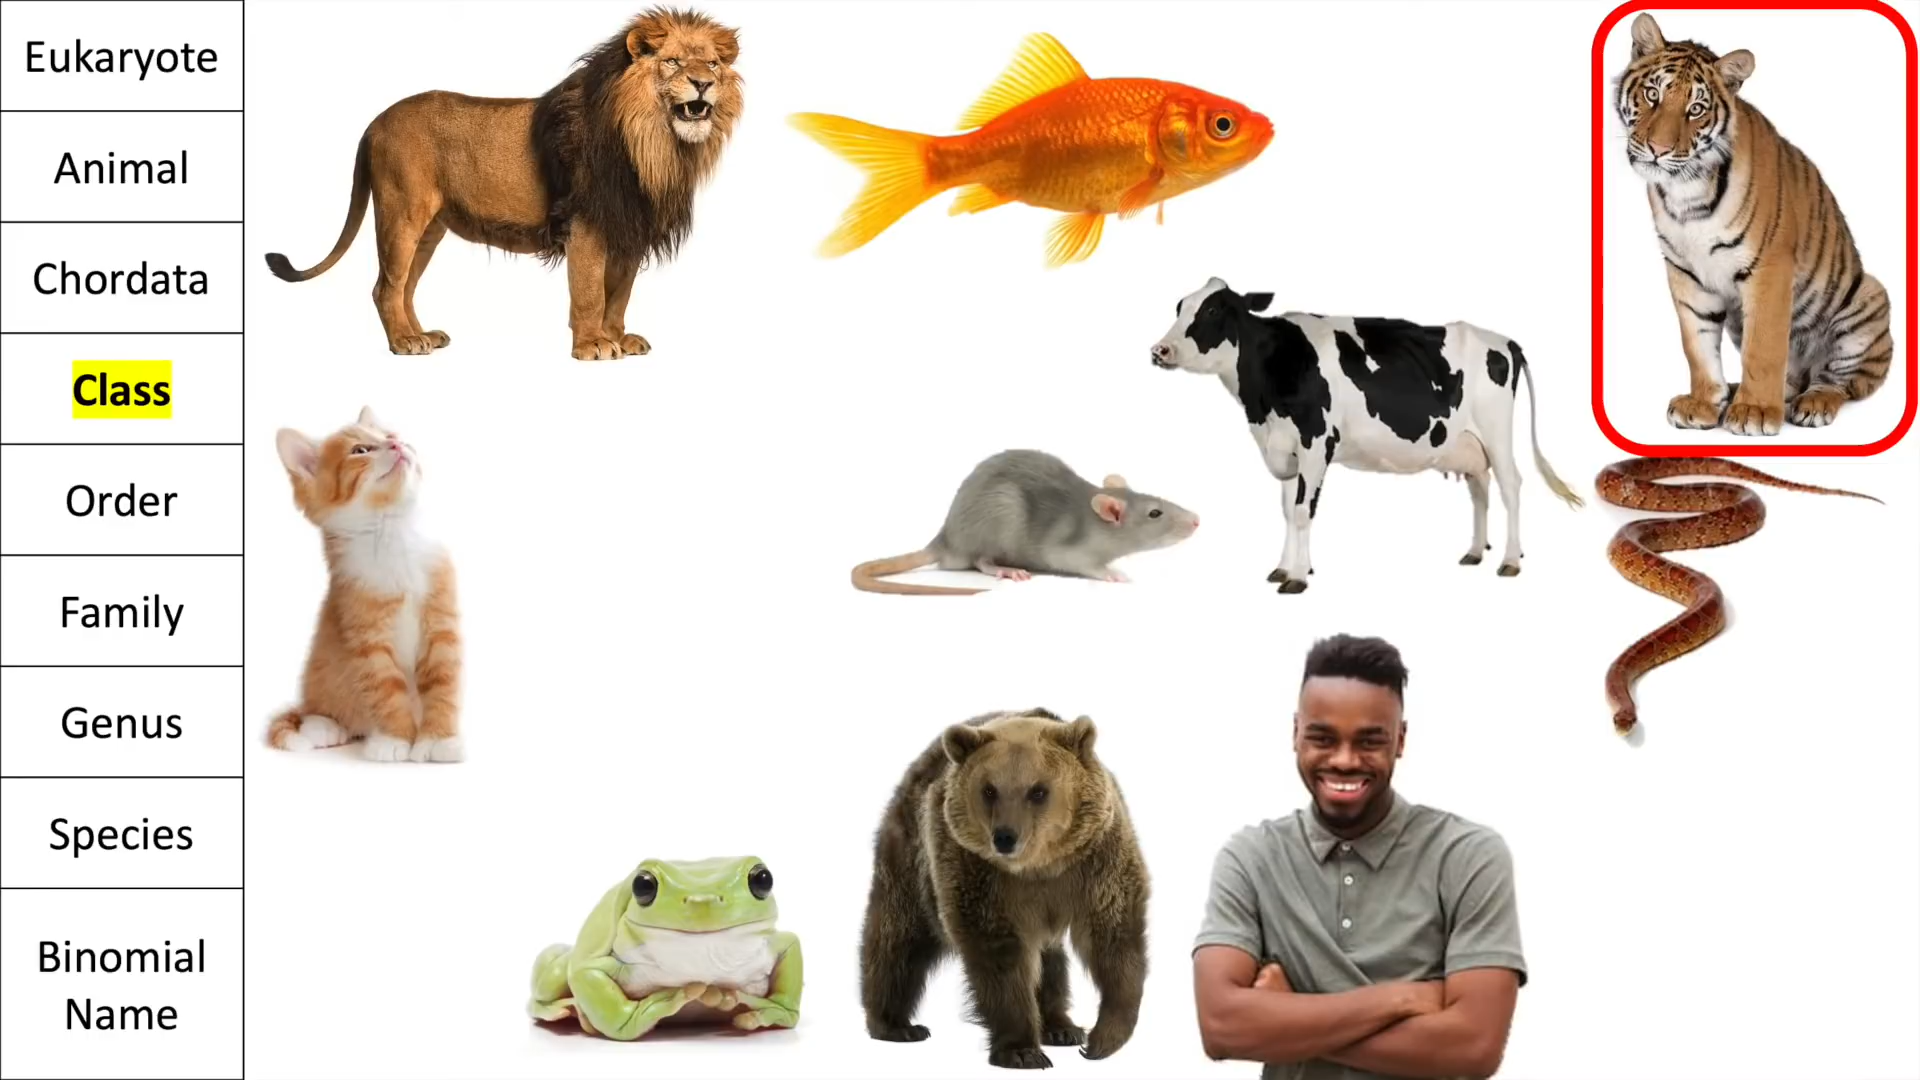 Eukaryote
Animal
Chordata
Class
Order
Family
Genus
Species
Binomial
Name